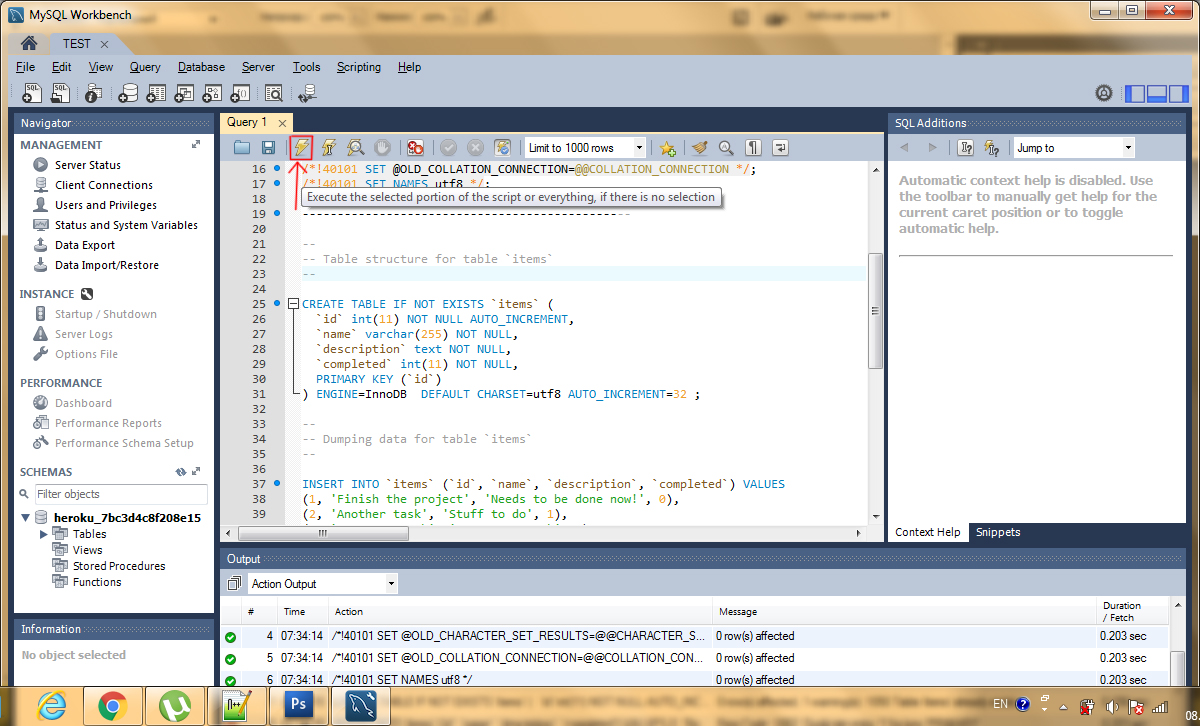 MySQL Workbench
TEST
File Edit View Query Database Server Tools Scripting Help
Navigator
MANAGEMENT
Server Status
Client Connections
Users and Privileges
Status and System Variables
Data Export
Data Import/Restore
INSTANCE
Startup / Shutdown
Server Logs
Options File
PERFORMANCE
Dashboard
Performance Reports
Performance Schema Setup
SCHEMAS
Filter objects
heroku_7bc3d4c8f208e15
Tables
Views
Stored Procedures
Functions
Information
No object selected
Query 1
Limit to 1000 rows
16 /*!40101 SET @OLD_COLLATION_CONNECTION=@@COLLATION_CONNECTION */;
17 /*!40101 SET NAMES utf8 */;
Execute the selected portion of the script or everything, if there is no selection
18
19 -- --------------------------------------------------------
20
21 --
22 -- Table structure for table `items`
23 --
24
25 CREATE TABLE IF NOT EXISTS `items` (
26 `id` int(11) NOT NULL AUTO_INCREMENT,
27 `name` varchar(255) NOT NULL,
28 `description` text NOT NULL,
29 `completed` int(11) NOT NULL,
30 PRIMARY KEY (`id`)
31 ) ENGINE=InnoDB  DEFAULT CHARSET=utf8 AUTO_INCREMENT=32 ;
32
33 --
34 -- Dumping data for table `items`
35 --
36
37 INSERT INTO `items` (`id`, `name`, `description`, `completed`) VALUES
38 (1, 'Finish the project', 'Needs to be done now!', 0),
39 (2, 'Another task', 'Stuff to do', 1),
SQL Additions
Jump to
Automatic context help is disabled. Use
the toolbar to manually get help for the
current caret position or to toggle
automatic help.
Context Help Snippets
Output
Action Output
# Time Action Message Duration / Fetch
4 07:34:14 /*!40101 SET @OLD_CHARACTER_SET_RESULTS=@@CHARACTER_S... 0 row(s) affected 0.203 sec
5 07:34:14 /*!40101 SET @OLD_COLLATION_CONNECTION=@@COLLATION_CON... 0 row(s) affected 0.203 sec
6 07:34:14 /*!40101 SET NAMES utf8 */ 0 row(s) affected 0.203 sec
Ps
EN
08